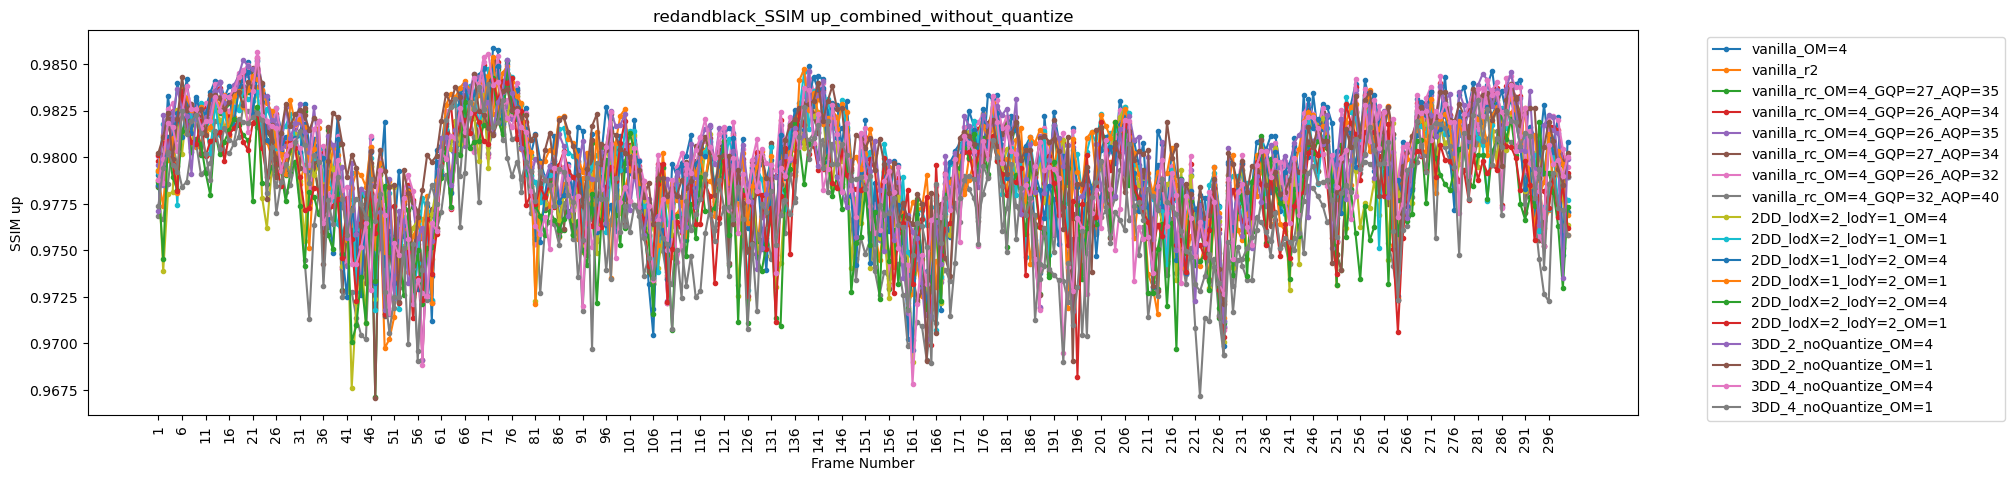 redandblack_SSIM up_combined_without_quantize
SSIM up
0.9850
0.9825
0.9800
0.9775
0.9750
0.9725
0.9700
0.9675
1 6 11 16 21 26 31 36 41 46 51 56 61 66 71 76 81 86 91 96 101 106 111 116 121 126 131 136 141 146 151 156 161 166 171 176 181 186 191 196 201 206 211 216 221 226 231 236 241 246 251 256 261 266 271 276 281 286 291 296
Frame Number
vanilla_OM=4
vanilla_r2
vanilla_rc_OM=4_GQP=27_AQP=35
vanilla_rc_OM=4_GQP=26_AQP=34
vanilla_rc_OM=4_GQP=26_AQP=35
vanilla_rc_OM=4_GQP=27_AQP=34
vanilla_rc_OM=4_GQP=26_AQP=32
vanilla_rc_OM=4_GQP=32_AQP=40
2DD_lodX=2_lodY=1_OM=4
2DD_lodX=2_lodY=1_OM=1
2DD_lodX=1_lodY=2_OM=4
2DD_lodX=1_lodY=2_OM=1
2DD_lodX=2_lodY=2_OM=4
2DD_lodX=2_lodY=2_OM=1
3DD_2_noQuantize_OM=4
3DD_2_noQuantize_OM=1
3DD_4_noQuantize_OM=4
3DD_4_noQuantize_OM=1